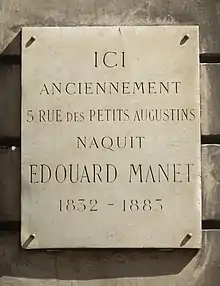 ICI
ANCIENNEMENT
5 RUE DES PETITS AUGUSTINS
NAQUIT
EDOUARD MANET
1832 - 1883